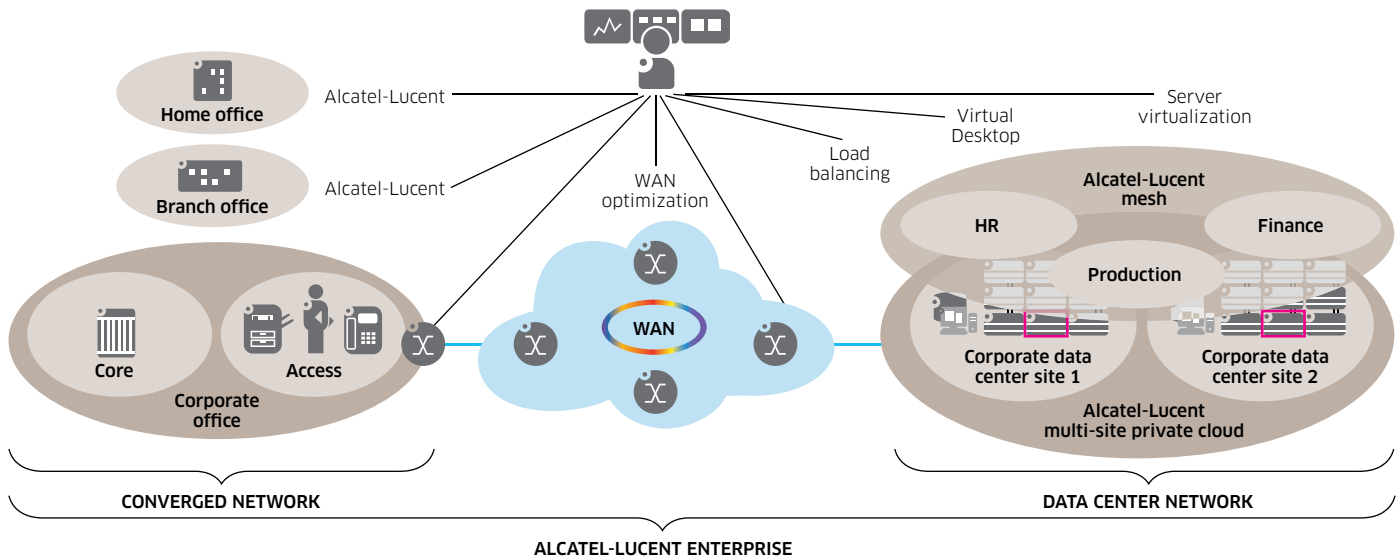 Home office
Alcatel-Lucent
Branch office
Alcatel-Lucent
WAN
optimization
Load
balancing
Virtual
Desktop
Server
virtualization
Core
Access
Corporate
office
WAN
Alcatel-Lucent
mesh
HR
Finance
Production
Corporate data
center site 1
Corporate data
center site 2
Alcatel-Lucent
multi-site private cloud
CONVERGED NETWORK
DATA CENTER NETWORK
ALCATEL-LUCENT ENTERPRISE